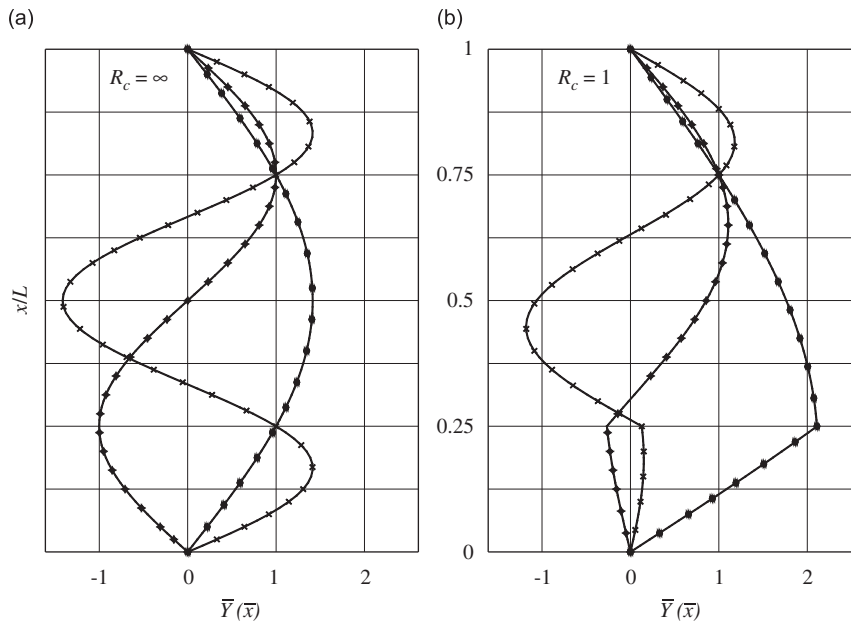 (a)
R_c = ∞
x/L
-1 0 1 2
Y̅(x̅)
(b)
1
R_c = 1
0.75
0.5
0.25
0
-1 0 1 2
Y̅(x̅)